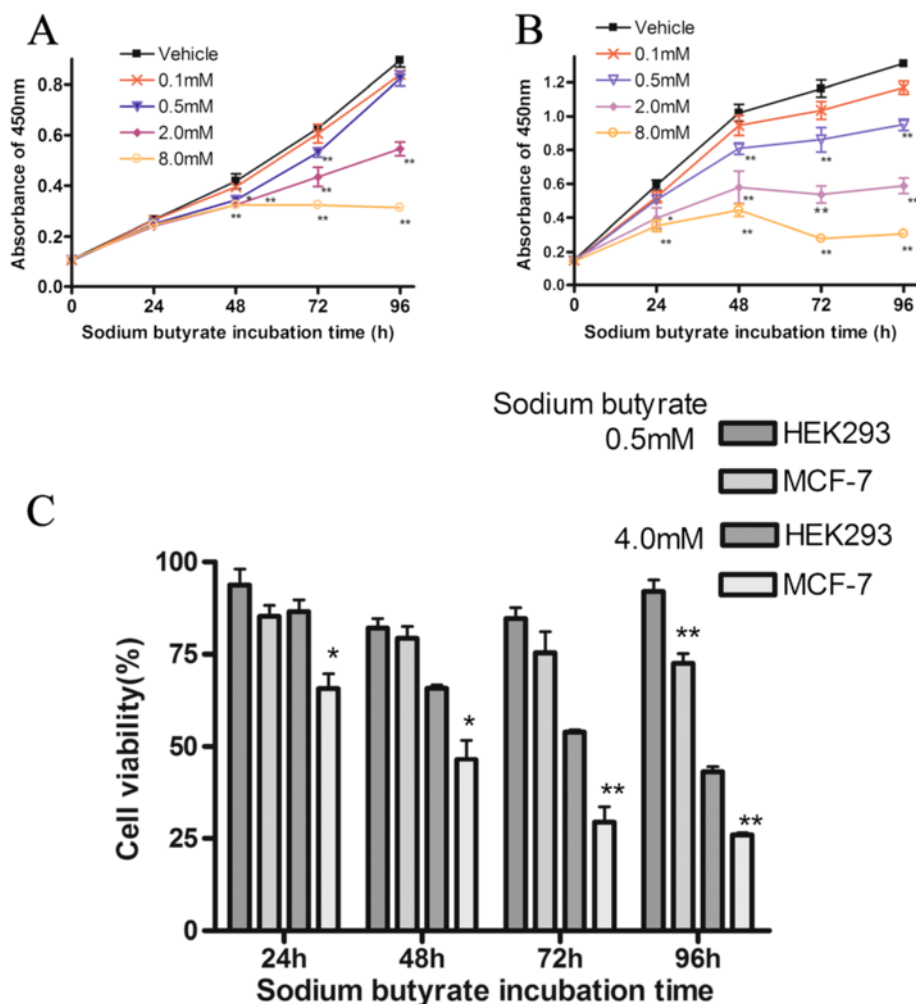 A
Vehicle
0.1mM
0.5mM
2.0mM
8.0mM
Absorbance of 450nm
0.8
0.6
0.4
0.2
0.0
*
**
**
**
**
**
**
**
0 24 48 72 96
Sodium butyrate incubation time (h)
B
Vehicle
0.1mM
0.5mM
2.0mM
8.0mM
Absorbance of 450nm
1.2
1.0
0.8
0.6
0.4
0.2
0.0
**
**
**
*
**
**
**
**
**
**
**
0 24 48 72 96
Sodium butyrate incubation time (h)
Sodium butyrate
0.5mM
HEK293
MCF-7
4.0mM
HEK293
MCF-7
C
Cell viability(%)
100
75
50
25
0
*
*
**
**
**
24h 48h 72h 96h
Sodium butyrate incubation time